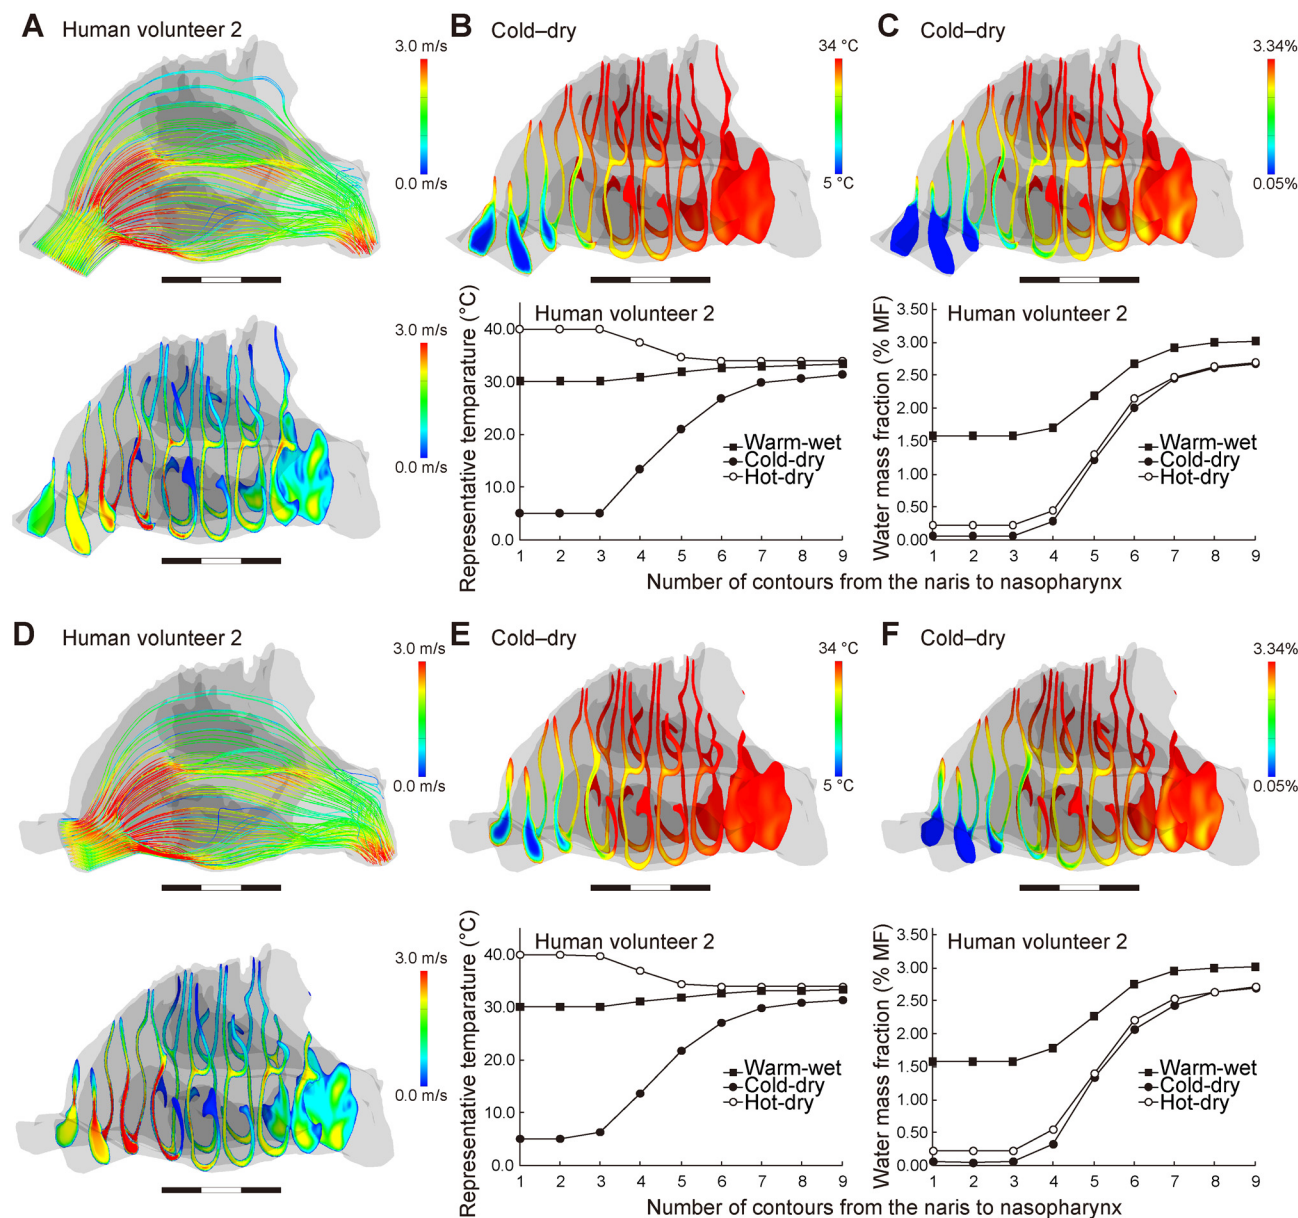 A Human volunteer 2
3.0 m/s
0.0 m/s
3.0 m/s
0.0 m/s
B Cold–dry
34 °C
5 °C
Human volunteer 2
Representative temparature (°C)
40.0
30.0
20.0
10.0
0.0
Warm-wet
Cold-dry
Hot-dry
1 2 3 4 5 6 7 8 9
C Cold–dry
3.34%
0.05%
Human volunteer 2
Water mass fraction (% MF)
3.50
3.00
2.50
2.00
1.50
1.00
0.50
0.00
Warm-wet
Cold-dry
Hot-dry
1 2 3 4 5 6 7 8 9
Number of contours from the naris to nasopharynx
D Human volunteer 2
3.0 m/s
0.0 m/s
3.0 m/s
0.0 m/s
E Cold–dry
34 °C
5 °C
Human volunteer 2
Representative temparature (°C)
40.0
30.0
20.0
10.0
0.0
Warm-wet
Cold-dry
Hot-dry
1 2 3 4 5 6 7 8 9
F Cold–dry
3.34%
0.05%
Human volunteer 2
Water mass fraction (% MF)
3.50
3.00
2.50
2.00
1.50
1.00
0.50
0.00
Warm-wet
Cold-dry
Hot-dry
1 2 3 4 5 6 7 8 9
Number of contours from the naris to nasopharynx